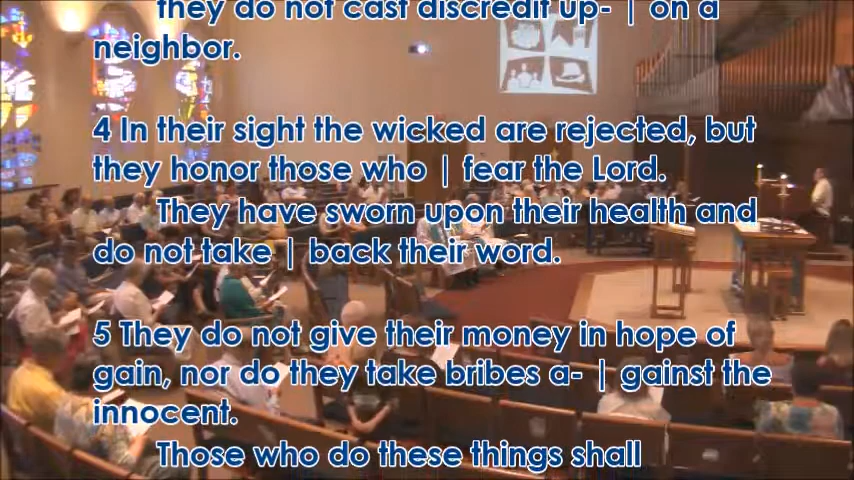 they do not cast discredit up- | on a
neighbor.
4 In their sight the wicked are rejected, but
they honor those who | fear the Lord.
They have sworn upon their health and
do not take | back their word.
5 They do not give their money in hope of
gain, nor do they take bribes a- | gainst the
innocent.
Those who do these things shall